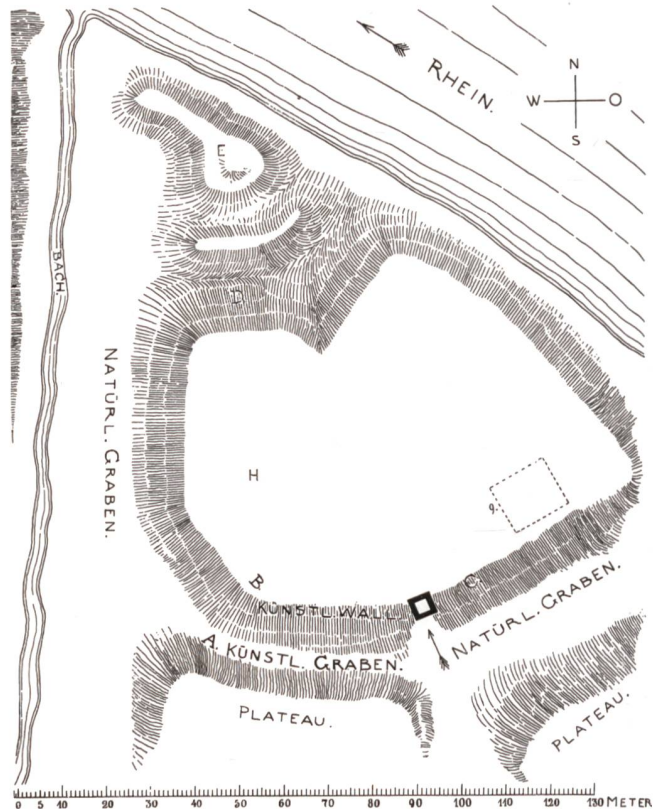 RHEIN.
N
W
O
S
E
BACH.
D
NATÜRL. GRABEN.
H
g.
B
C.
KÜNSTL. WALL.
NATÜRL. GRABEN.
A. KÜNSTL. GRABEN.
PLATEAU.
PLATEAU.
0 5 10 20 30 40 50 60 70 80 90 100 110 120 130 METER